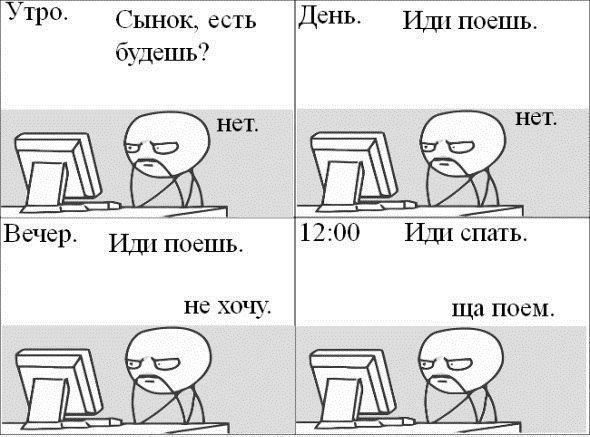 Утро.
Сынок, есть
будешь?
нет.
День.
Иди поешь.
нет.
Вечер.
Иди поешь.
не хочу.
12:00
Иди спать.
ща поем.